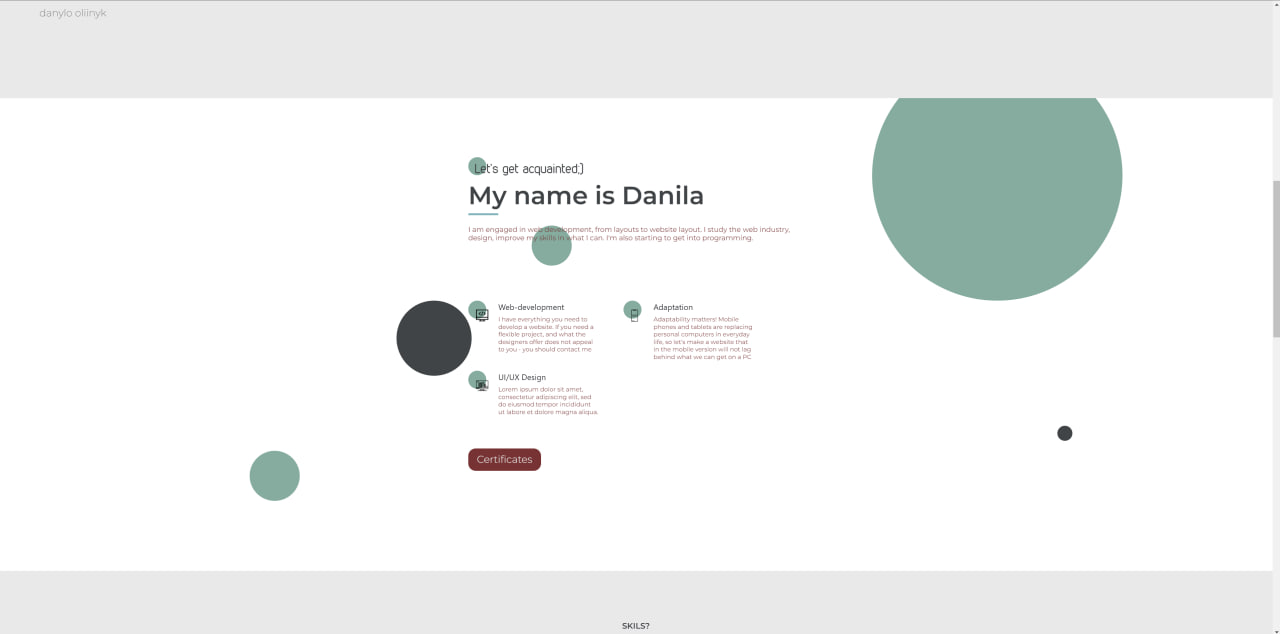 danylo oliinyk
Let's get acquainted;)
My name is Danila
I am engaged in web development, from layouts to website layout. I study the web industry,
design, improve my skills in what I can. I'm also starting to get into programming.
Web-development
I have everything you need to
develop a website. If you need a
flexible project, and what the
designers offer does not appeal
to you - you should contact me
Adaptation
Adaptability matters! Mobile
phones and tablets are replacing
personal computers in everyday
life, so let's make a website that
in the mobile version will not lag
behind what we can get on a PC
UI/UX Design
Lorem ipsum dolor sit amet,
consectetur adipiscing elit, sed
do eiusmod tempor incididunt
ut labore et dolore magna aliqua.
Certificates
SKILS?